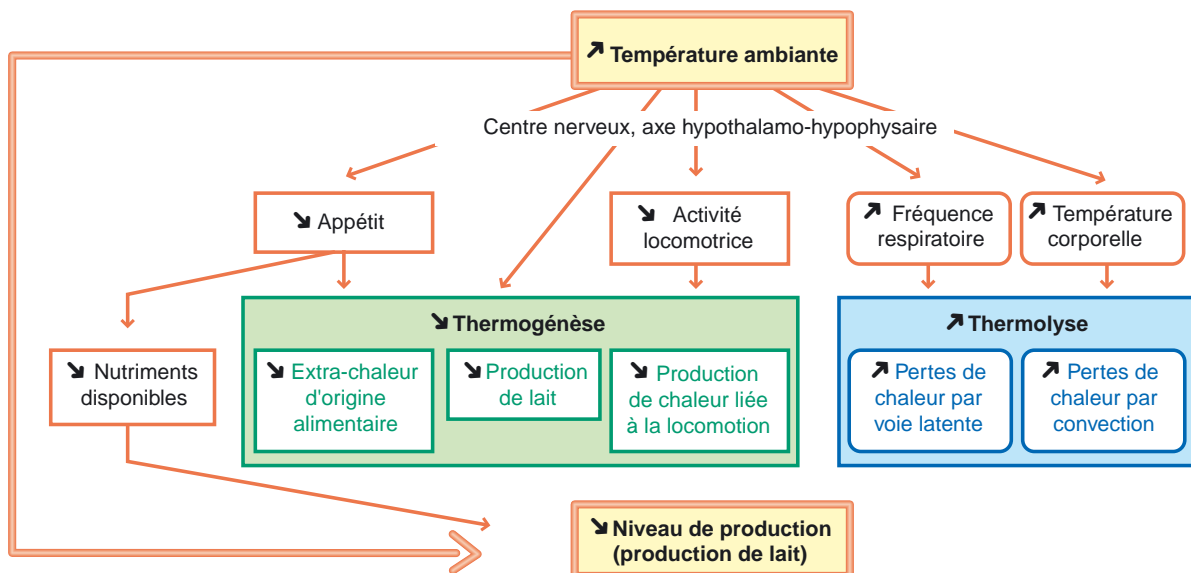 ↗ Température ambiante
Centre nerveux, axe hypothalamo-hypophysaire
↘ Appétit
↘ Activité
locomotrice
↗ Fréquence
respiratoire
↗ Température
corporelle
↘ Thermogénèse
↗ Thermolyse
↘ Nutriments
disponibles
↘ Extra-chaleur
d'origine
alimentaire
↘ Production
de lait
↘ Production
de chaleur liée
à la locomotion
↗ Pertes de
chaleur par
voie latente
↗ Pertes de
chaleur par
convection
↘ Niveau de production
(production de lait)